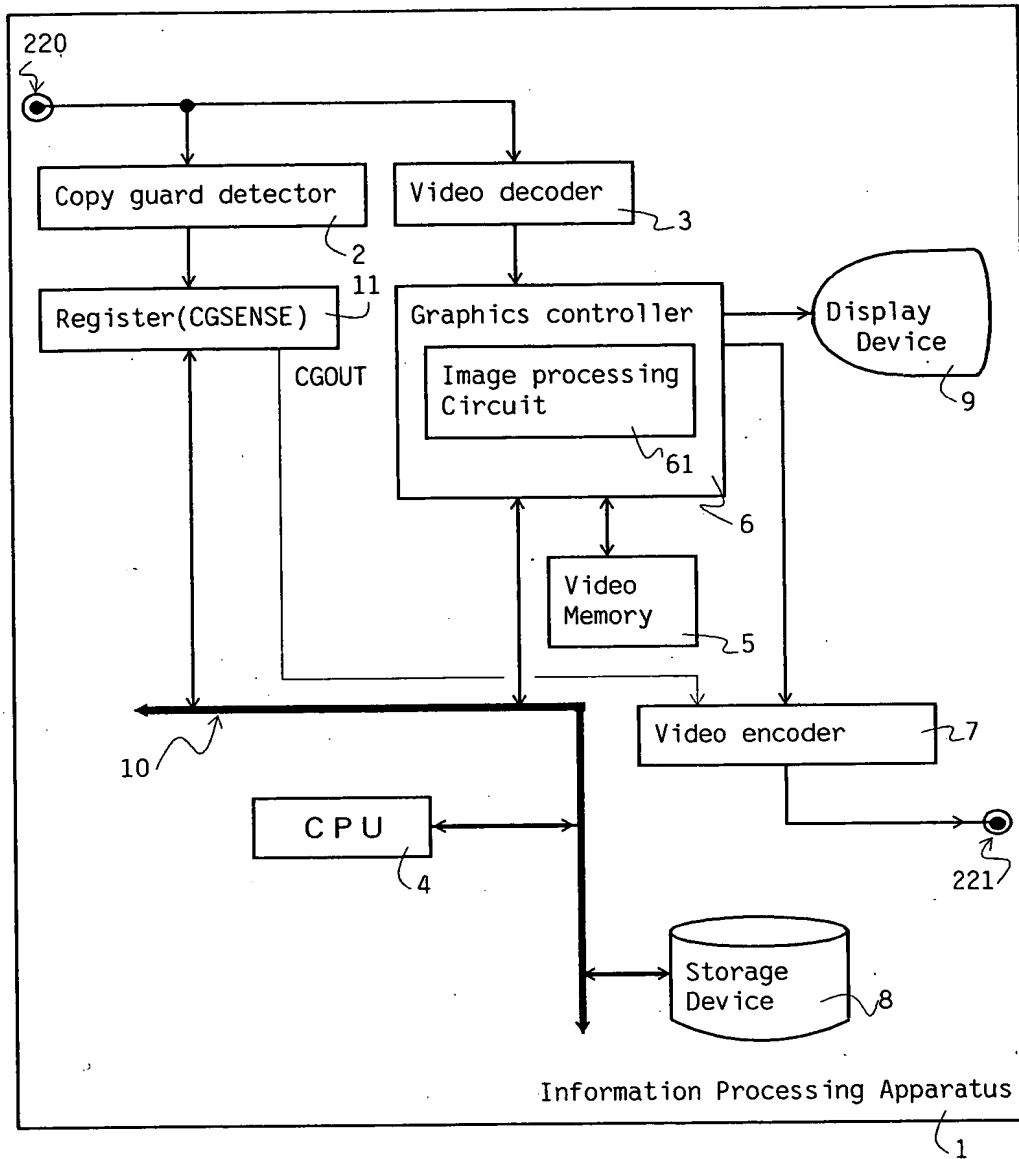 220
Copy guard detector
2
Video decoder
3
11
Register(CGSENSE)
CGOUT
Graphics controller
Image processing
Circuit
61
6
Display
Device
9
Video
Memory
5
10
Video encoder
7
CPU
4
221
Storage
Device
8
Information Processing Apparatus
1